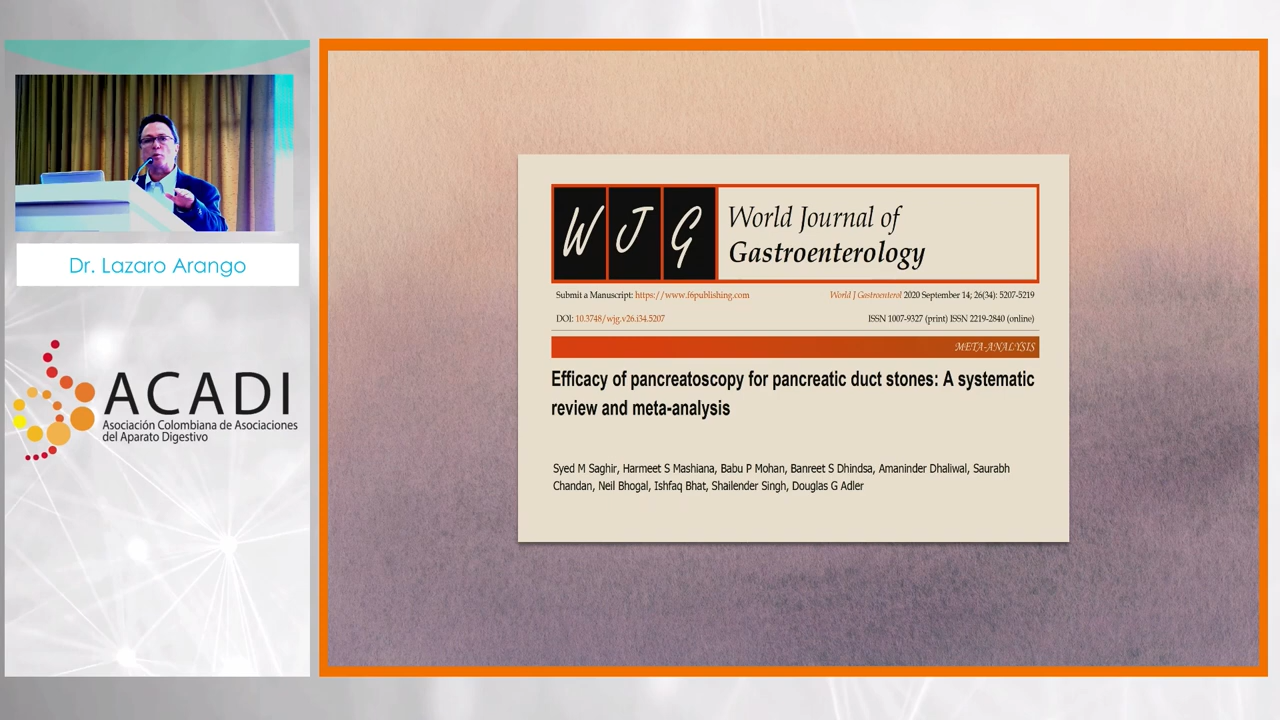 Dr. Lazaro Arango
ACADI
Asociación Colombiana de Asociaciones
del Aparato Digestivo
W J G
World Journal of
Gastroenterology
Submit a Manuscript: https://www.f6publishing.com
World J Gastroenterol 2020 September 14; 26(34): 5207-5219
DOI: 10.3748/wjg.v26.i34.5207
ISSN 1007-9327 (print) ISSN 2219-2840 (online)
META-ANALYSIS
Efficacy of pancreatoscopy for pancreatic duct stones: A systematic
review and meta-analysis
Syed M Saghir, Harmeet S Mashiana, Babu P Mohan, Banreet S Dhindsa, Amaninder Dhaliwal, Saurabh
Chandan, Neil Bhogal, Ishfaq Bhat, Shailender Singh, Douglas G Adler